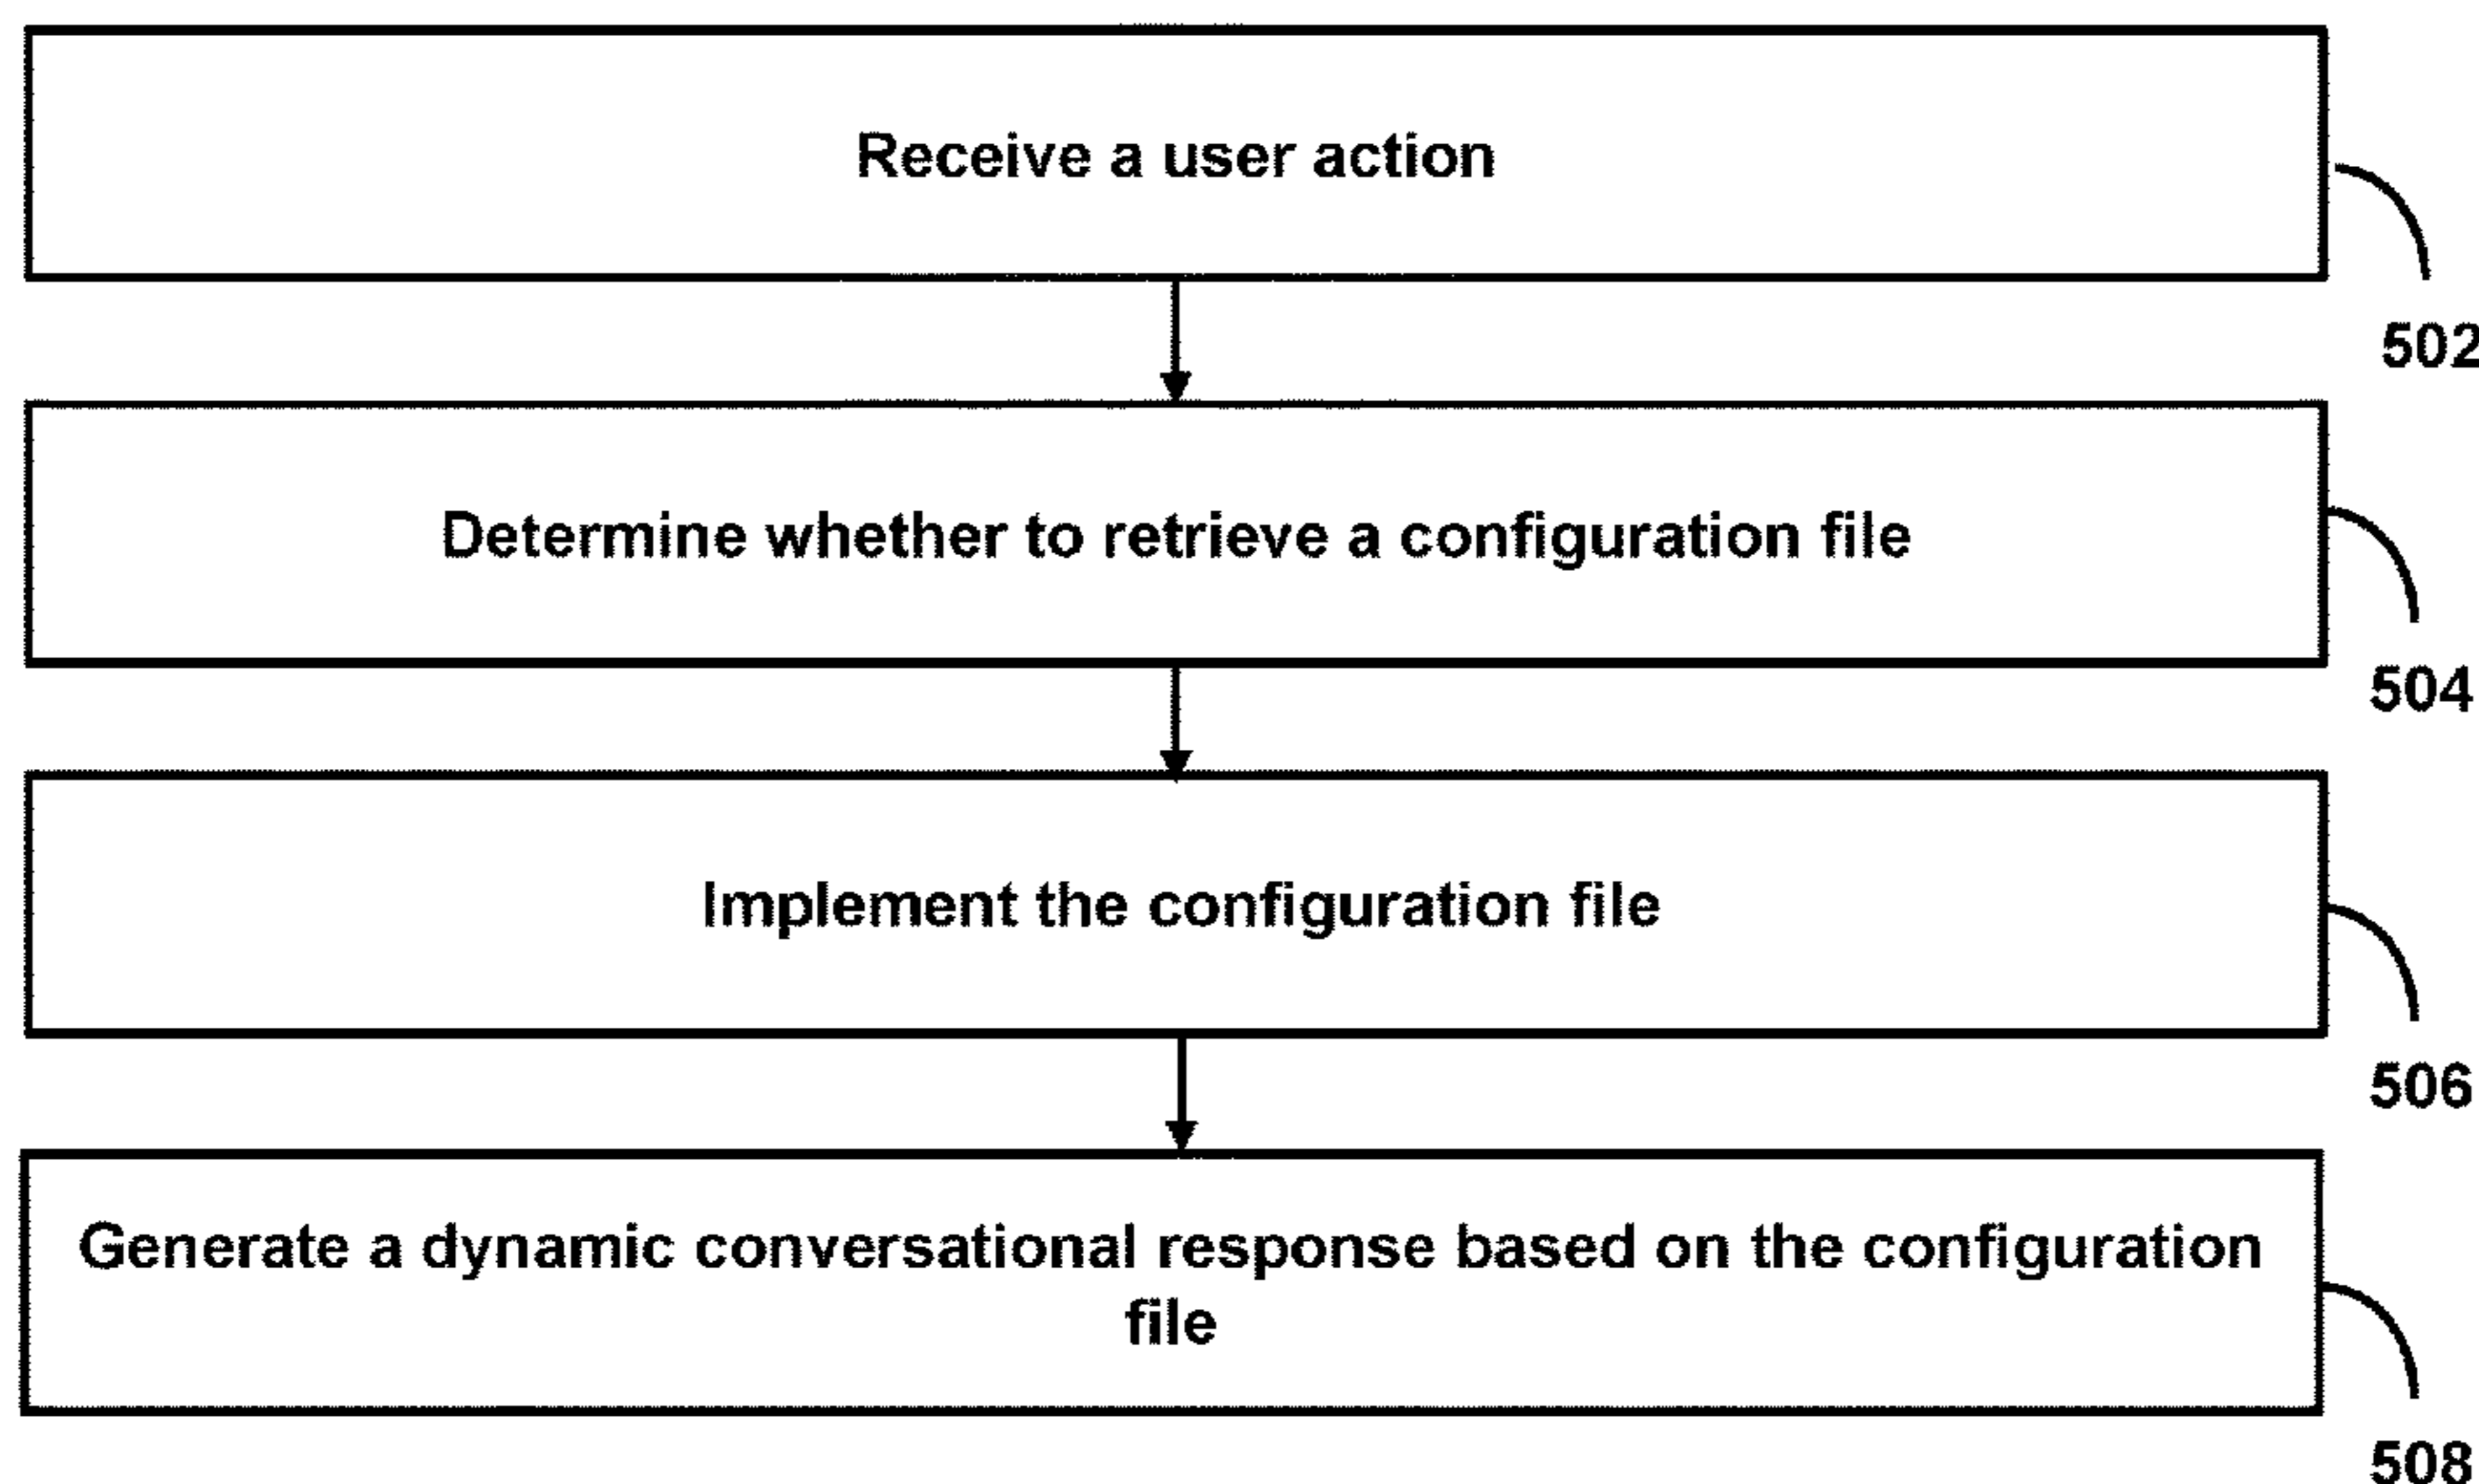 Receive a user action
502
Determine whether to retrieve a configuration file
504
Implement the configuration file
506
Generate a dynamic conversational response based on the configuration
file
508